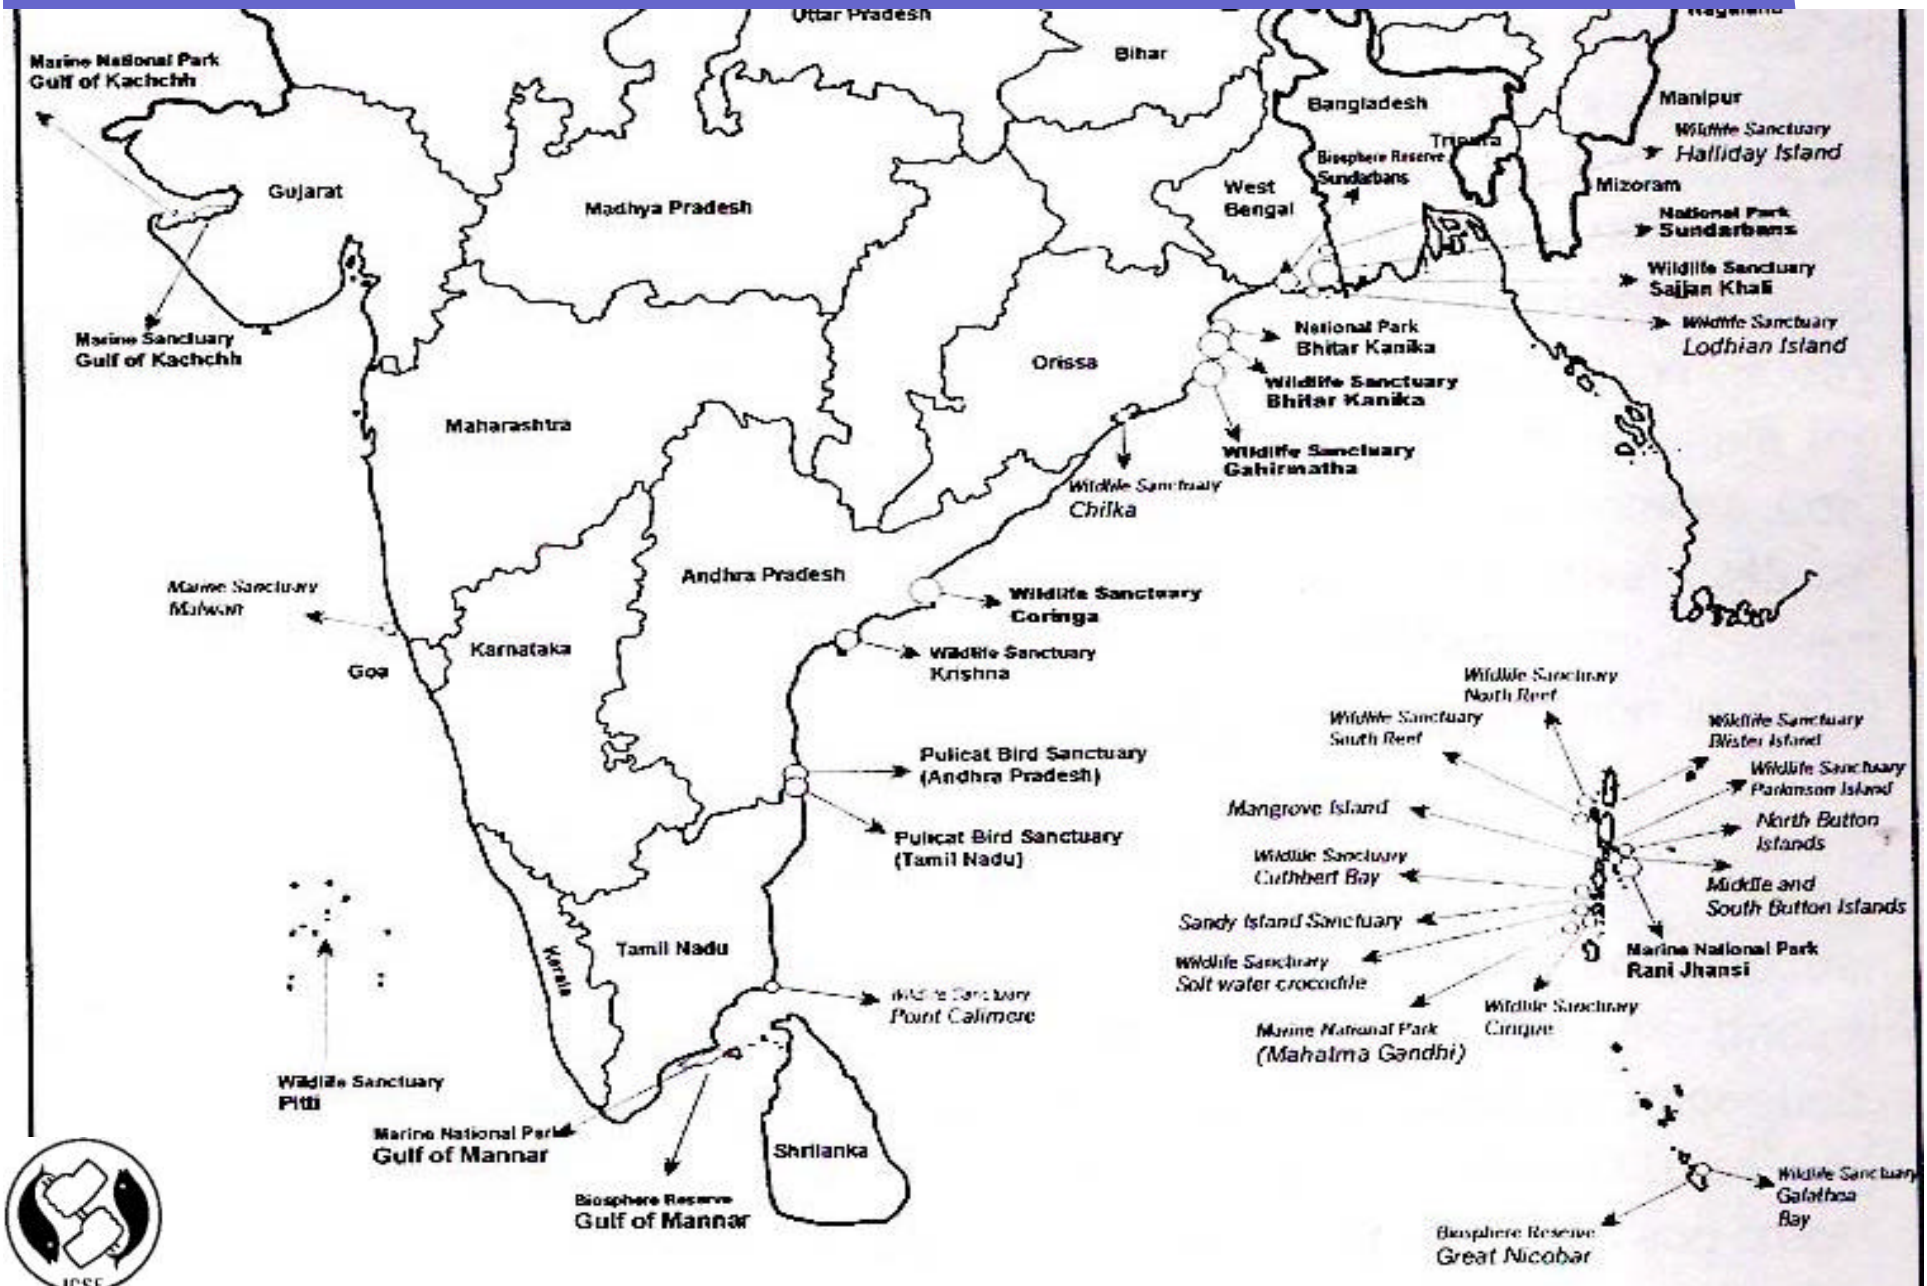 Uttar Pradesh
Nagaland
Marine National Park
Gulf of Kachchh
Bihar
Bangladesh
Manipur
Wildlife Sanctuary
Halliday Island
Tripura
Biosphere Reserve
Sundarbans
Gujarat
Madhya Pradesh
West
Bengal
Mizoram
National Park
Sundarbans
Wildlife Sanctuary
Sajjan Khali
Marine Sanctuary
Gulf of Kachchh
National Park
Bhitar Kanika
Wildlife Sanctuary
Lodhian Island
Orissa
Wildlife Sanctuary
Bhitar Kanika
Maharashtra
Wildlife Sanctuary
Gahirmatha
Wildlife Sanctuary
Chilka
Marine Sanctuary
Malwan
Andhra Pradesh
Wildlife Sanctuary
Coringa
Karnataka
Goa
Wildlife Sanctuary
Krishna
Wildlife Sanctuary
North Reef
Wildlife Sanctuary
South Reef
Wildlife Sanctuary
Blister Island
Pulicat Bird Sanctuary
(Andhra Pradesh)
Wildlife Sanctuary
Parkinson Island
Mangrove Island
North Button
Islands
Pulicat Bird Sanctuary
(Tamil Nadu)
Wildlife Sanctuary
Cuthbert Bay
Middle and
South Button Islands
Sandy Island Sanctuary
Tamil Nadu
Kerala
Marine National Park
Rani Jhansi
Wildlife Sanctuary
Solt water crocodile
Wildlife Sanctuary
Point Calimere
Wildlife Sanctuary
Cinque
Marine National Park
(Mahatma Gandhi)
Wildlife Sanctuary
Pitti
Marine National Park
Gulf of Mannar
Shrilanka
Biosphere Reserve
Gulf of Mannar
Wildlife Sanctuary
Galathea
Bay
Biosphere Reserve
Great Nicobar
ICSF